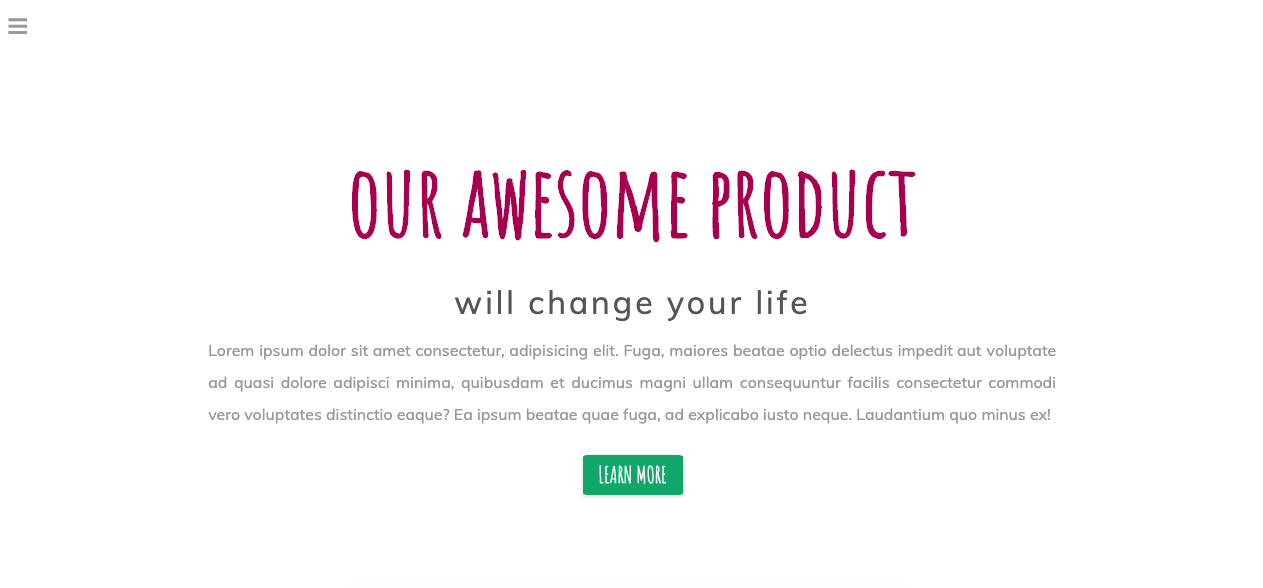 OUR AWESOME PRODUCT
will change your life
Lorem ipsum dolor sit amet consectetur, adipisicing elit. Fuga, maiores beatae optio delectus impedit aut voluptate
ad quasi dolore adipisci minima, quibusdam et ducimus magni ullam consequuntur facilis consectetur commodi
vero voluptates distinctio eaque? Ea ipsum beatae quae fuga, ad explicabo iusto neque. Laudantium quo minus ex!
LEARN MORE